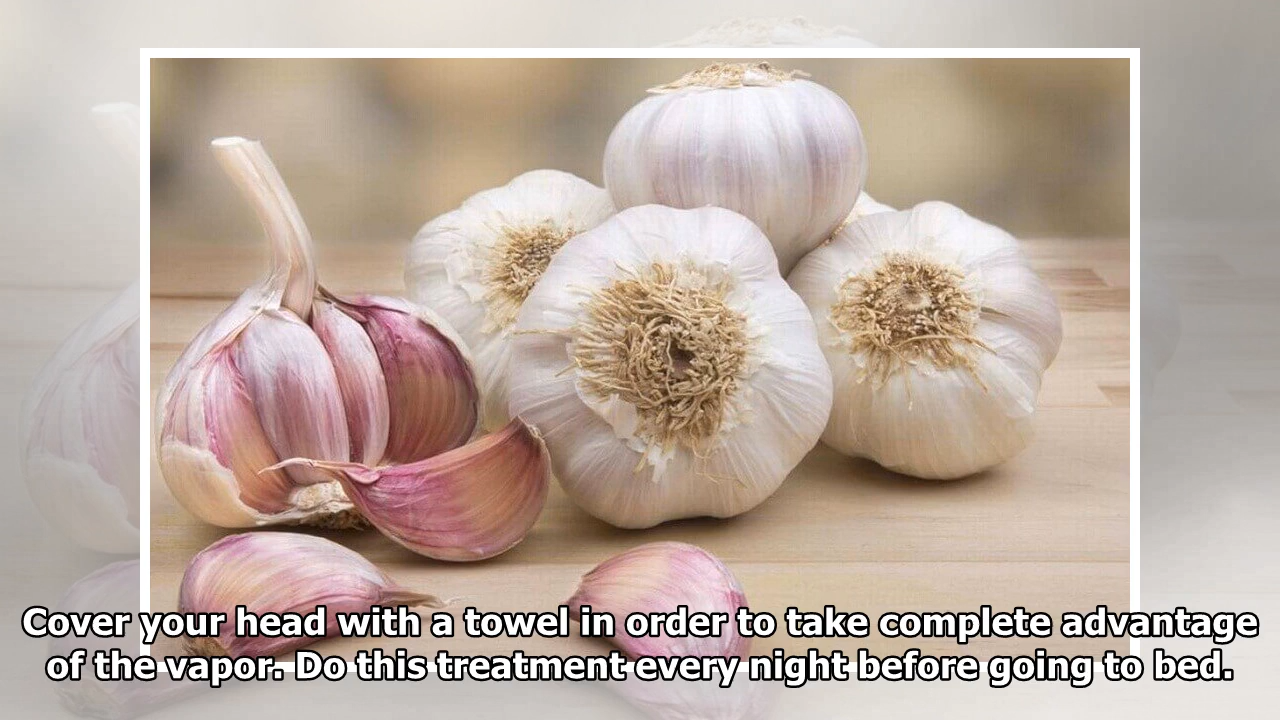 Cover your head with a towel in order to take complete advantage
of the vapor. Do this treatment every night before going to bed.